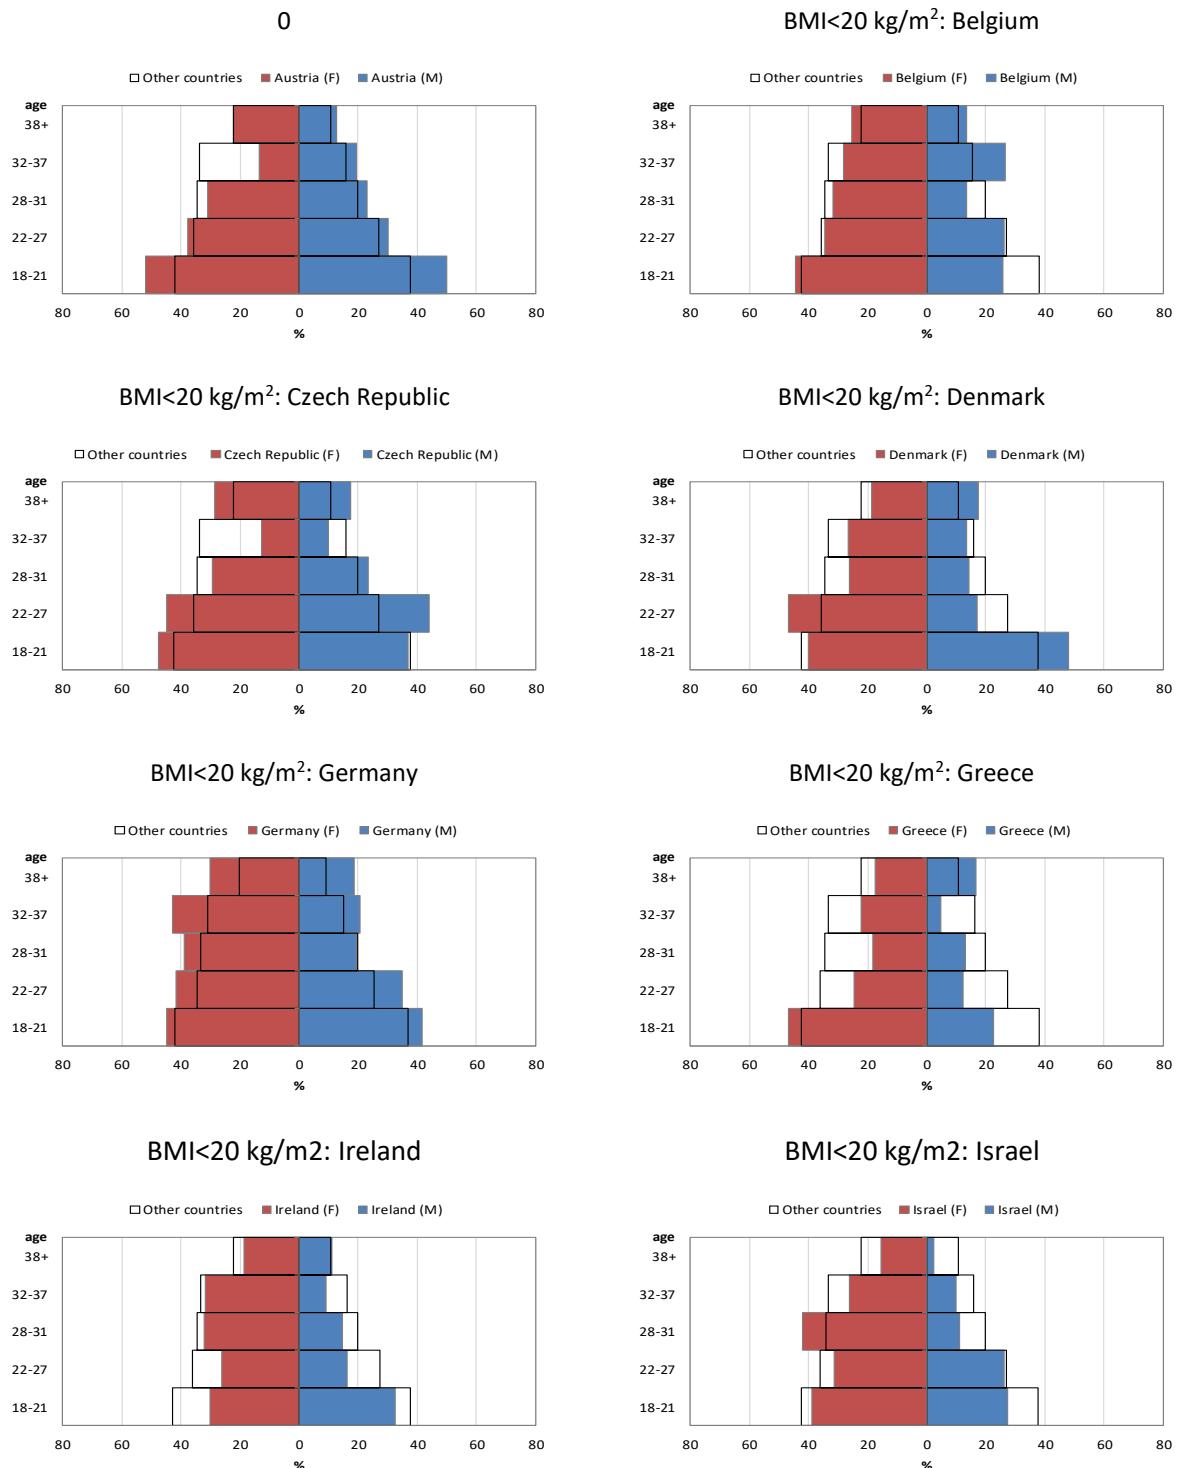 0
Other countries Austria (F) Austria (M)
age
38+
32-37
28-31
22-27
18-21
80 60 40 20 0 20 40 60 80
%
BMI<20 kg/m²: Belgium
Other countries Belgium (F) Belgium (M)
age
38+
32-37
28-31
22-27
18-21
80 60 40 20 0 20 40 60 80
%
BMI<20 kg/m²: Czech Republic
Other countries Czech Republic (F) Czech Republic (M)
age
38+
32-37
28-31
22-27
18-21
80 60 40 20 0 20 40 60 80
%
BMI<20 kg/m²: Denmark
Other countries Denmark (F) Denmark (M)
age
38+
32-37
28-31
22-27
18-21
80 60 40 20 0 20 40 60 80
%
BMI<20 kg/m²: Germany
Other countries Germany (F) Germany (M)
age
38+
32-37
28-31
22-27
18-21
80 60 40 20 0 20 40 60 80
%
BMI<20 kg/m²: Greece
Other countries Greece (F) Greece (M)
age
38+
32-37
28-31
22-27
18-21
80 60 40 20 0 20 40 60 80
%
BMI<20 kg/m2: Ireland
Other countries Ireland (F) Ireland (M)
age
38+
32-37
28-31
22-27
18-21
80 60 40 20 0 20 40 60 80
%
BMI<20 kg/m2: Israel
Other countries Israel (F) Israel (M)
age
38+
32-37
28-31
22-27
18-21
80 60 40 20 0 20 40 60 80
%